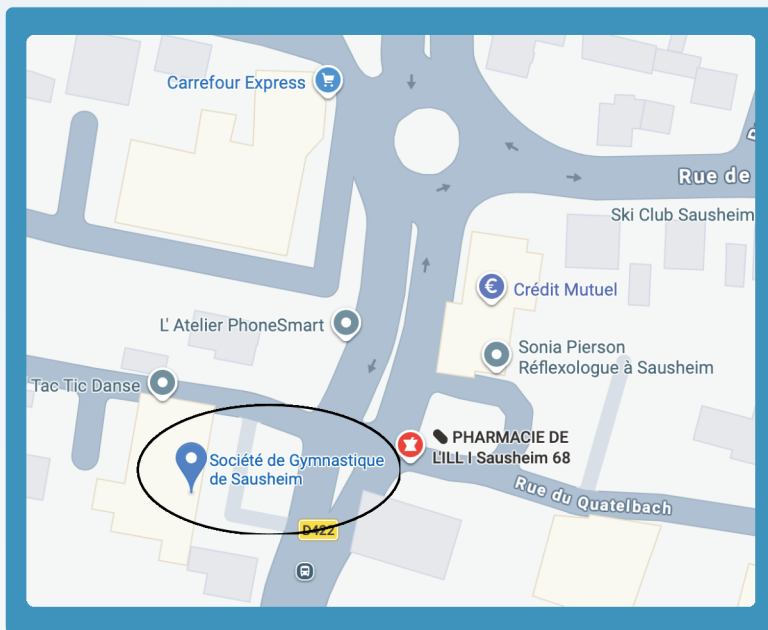 Carrefour Express
Rue de
Ski Club Sausheim
Crédit Mutuel
L' Atelier PhoneSmart
Sonia Pierson
Réflexologue à Sausheim
Tac Tic Danse
PHARMACIE DE
L'ILL I Sausheim 68
Société de Gymnastique
de Sausheim
Rue du Quatelbach
D422